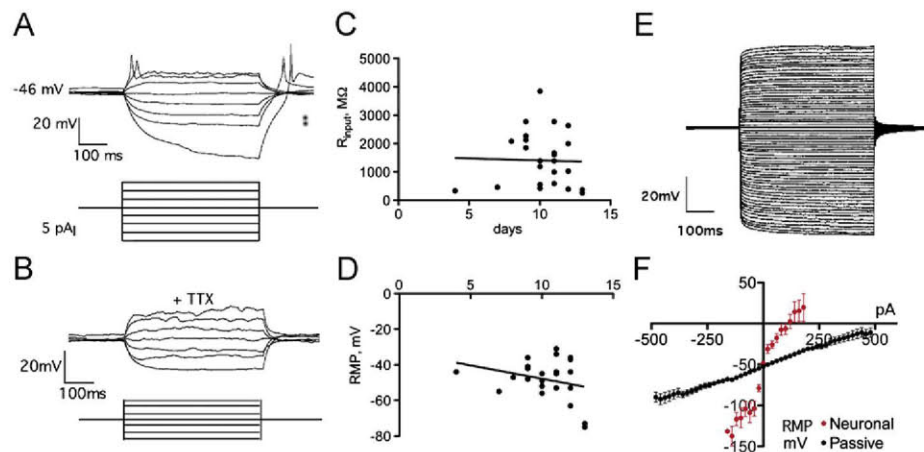 A
-46 mV
20 mV
100 ms
**
5 pA
B
+ TTX
20mV
100ms
C
5000
4000
3000
2000
1000
0
Rinput, MΩ
0 5 10 15
days
D
0 5 10 15
0
-20
-40
-60
-80
RMP, mV
E
20mV
100ms
F
50
pA
-500 -250 250 500
-50
-100
-150
RMP
mV
Neuronal
Passive